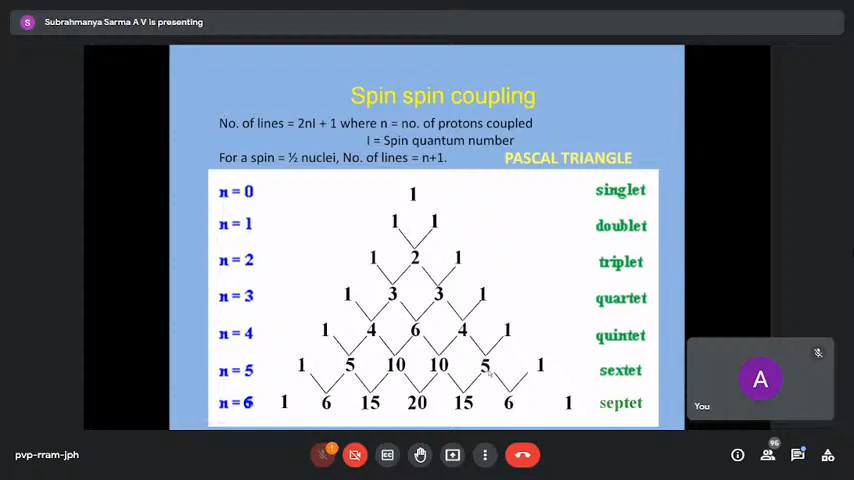 S Subrahmanya Sarma A V is presenting
Spin spin coupling
No. of lines = 2nI + 1 where n = no. of protons coupled
I = Spin quantum number
For a spin = ½ nuclei, No. of lines = n+1.
PASCAL TRIANGLE
n = 0 1 singlet
n = 1 1 1 doublet
n = 2 1 2 1 triplet
n = 3 1 3 3 1 quartet
n = 4 1 4 6 4 1 quintet
n = 5 1 5 10 10 5 1 sextet
n = 6 1 6 15 20 15 6 1 septet
A
You
pvp-rram-jph
!
CC
95